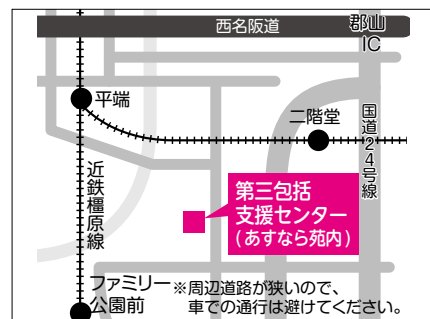 西名阪道
郡山
IC
平端
二階堂
国道24号線
近鉄橿原線
第三包括
支援センター
(あすなら苑内)
ファミリー
公園前
※周辺道路が狭いので、
車での通行は避けてください。